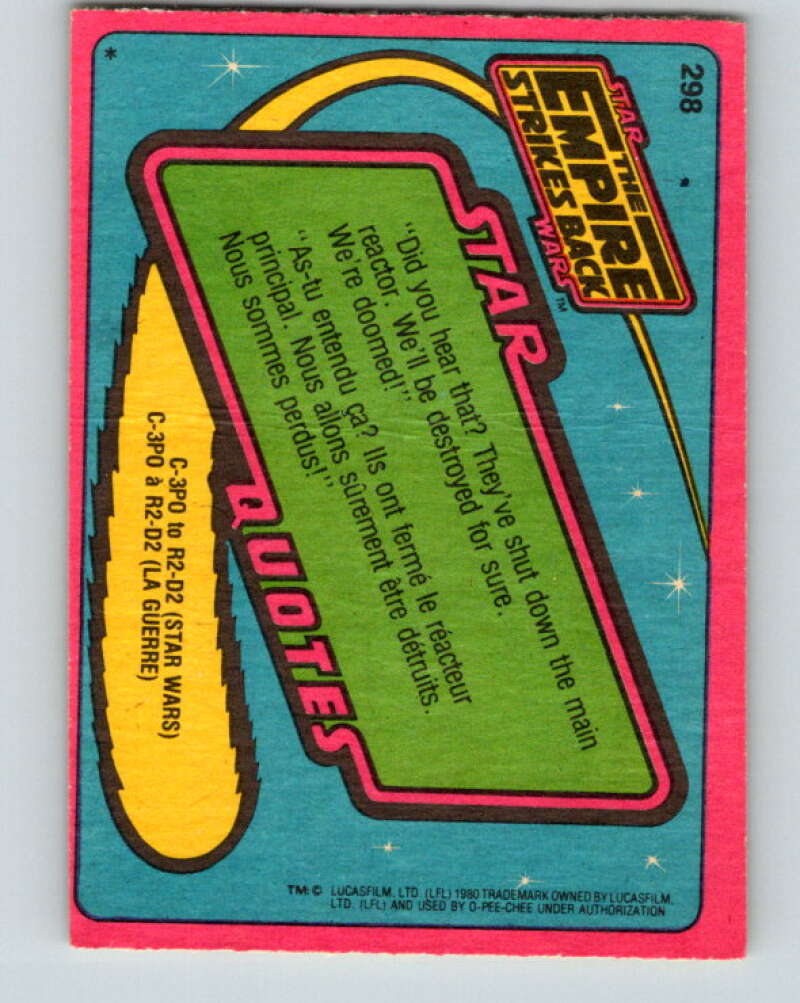 298
STAR
THE
EMPIRE
STRIKES BACK
WARS™
STAR
"Did you hear that? They've shut down the main
reactor. We'll be destroyed for sure.
We're doomed!"
"As-tu entendu ça? Ils ont fermé le réacteur
principal. Nous allons sûrement être détruits.
Nous sommes perdus!"
QUOTES
C-3PO to R2-D2 (STAR WARS)
C-3PO à R2-D2 (LA GUERRE)
*
TM: © LUCASFILM. LTD (LFL) 1980 TRADEMARK OWNED BY LUCASFILM.
LTD. (LFL) AND USED BY O-PEE-CHEE UNDER AUTHORIZATION